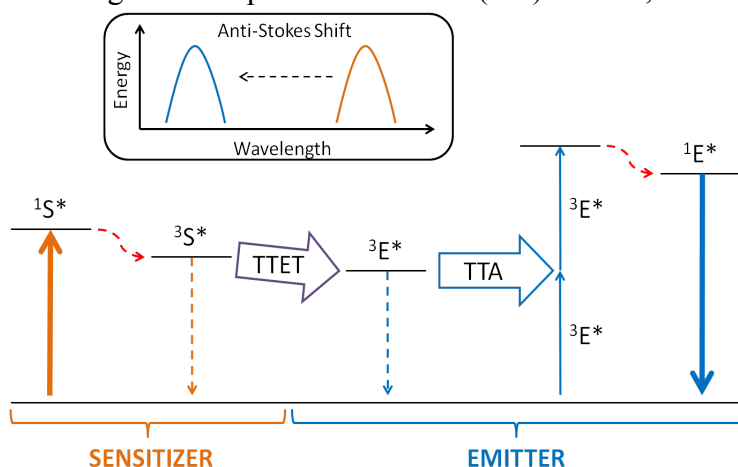 Anti-Stokes Shift
Energy
Wavelength
¹S*
³S*
TTET
³E*
TTA
³E*
³E*
¹E*
SENSITIZER
EMITTER